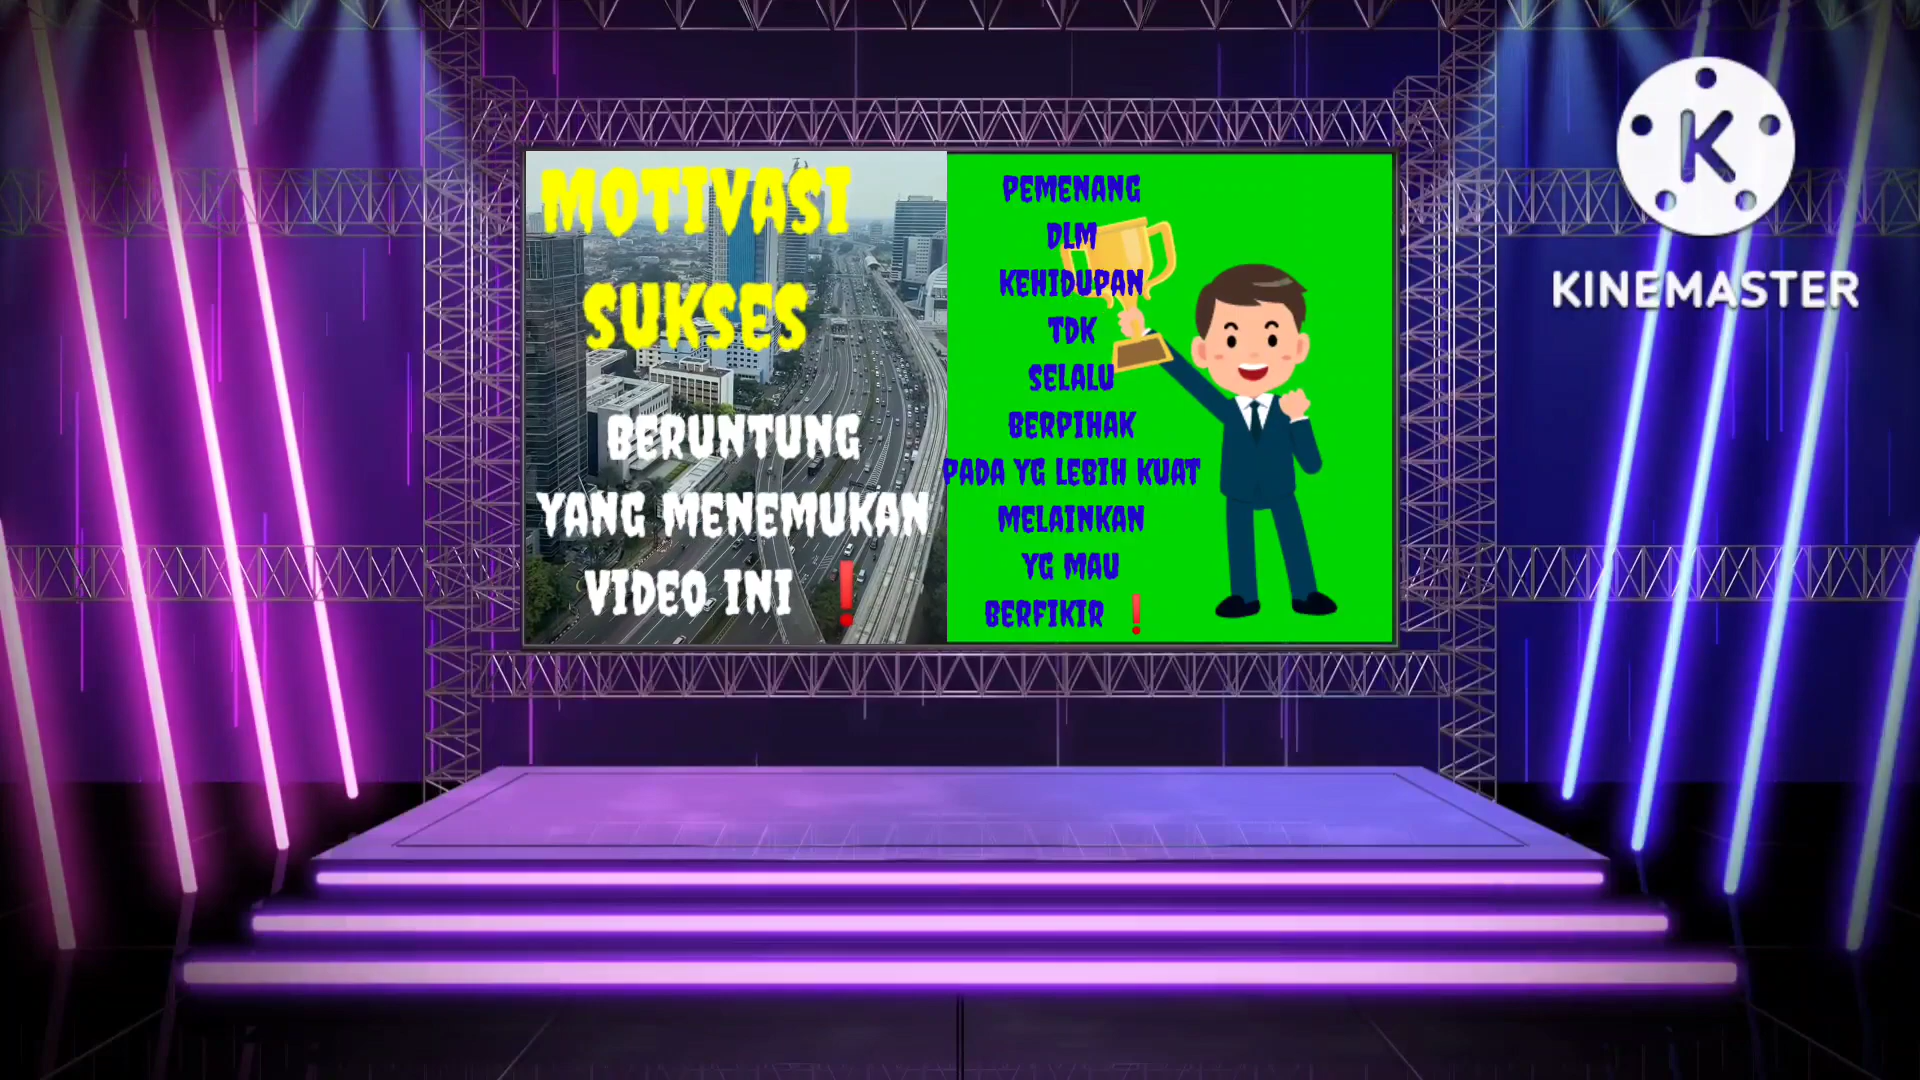 MOTIVASI
SUKSES
BERUNTUNG
YANG MENEMUKAN
VIDEO INI ❗
PEMENANG
DLM
KEHIDUPAN
TDK
SELALU
BERPIHAK
PADA YG LEBIH KUAT
MELAINKAN
YG MAU
BERFIKIR ❗
K
KINEMASTER